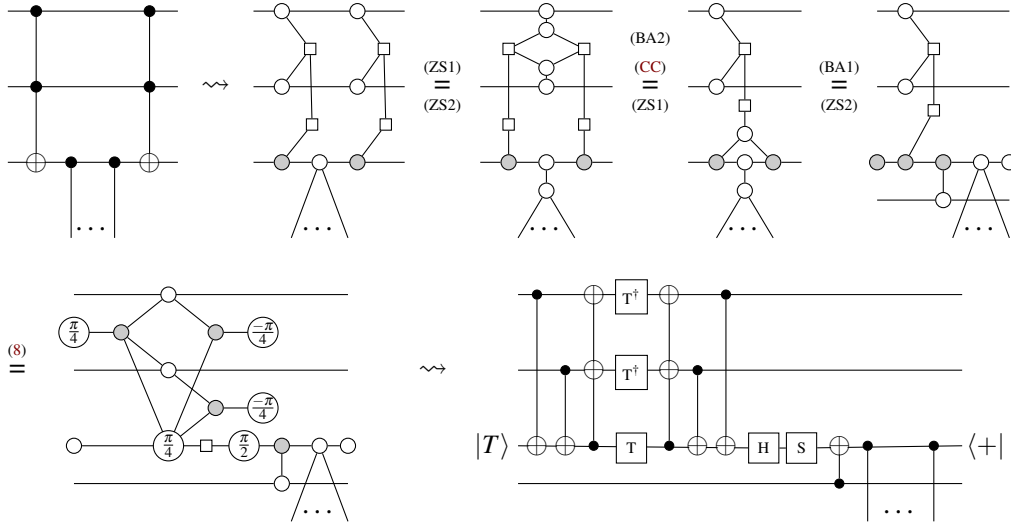 (ZS1)
=
(ZS2)
(BA2)
(CC)
=
(ZS1)
(BA1)
=
(ZS2)
⇝
...
...
...
...
...
(8)
=
π/4
−π/4
−π/4
π/4
π/2
...
⇝
T†
T†
|T⟩
T
H
S
⟨+|
...